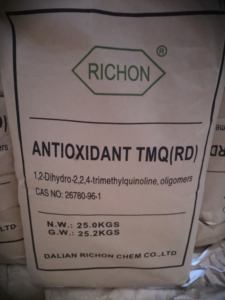 RICHON ®
ANTIOXIDANT TMQ(RD)
1,2-Dihydro-2,2,4-trimethylquinoline, oligomers
CAS NO: 26780-96-1
N.W.: 25.0KGS
G.W.: 25.2KGS
DALIAN RICHON CHEM CO.,LTD